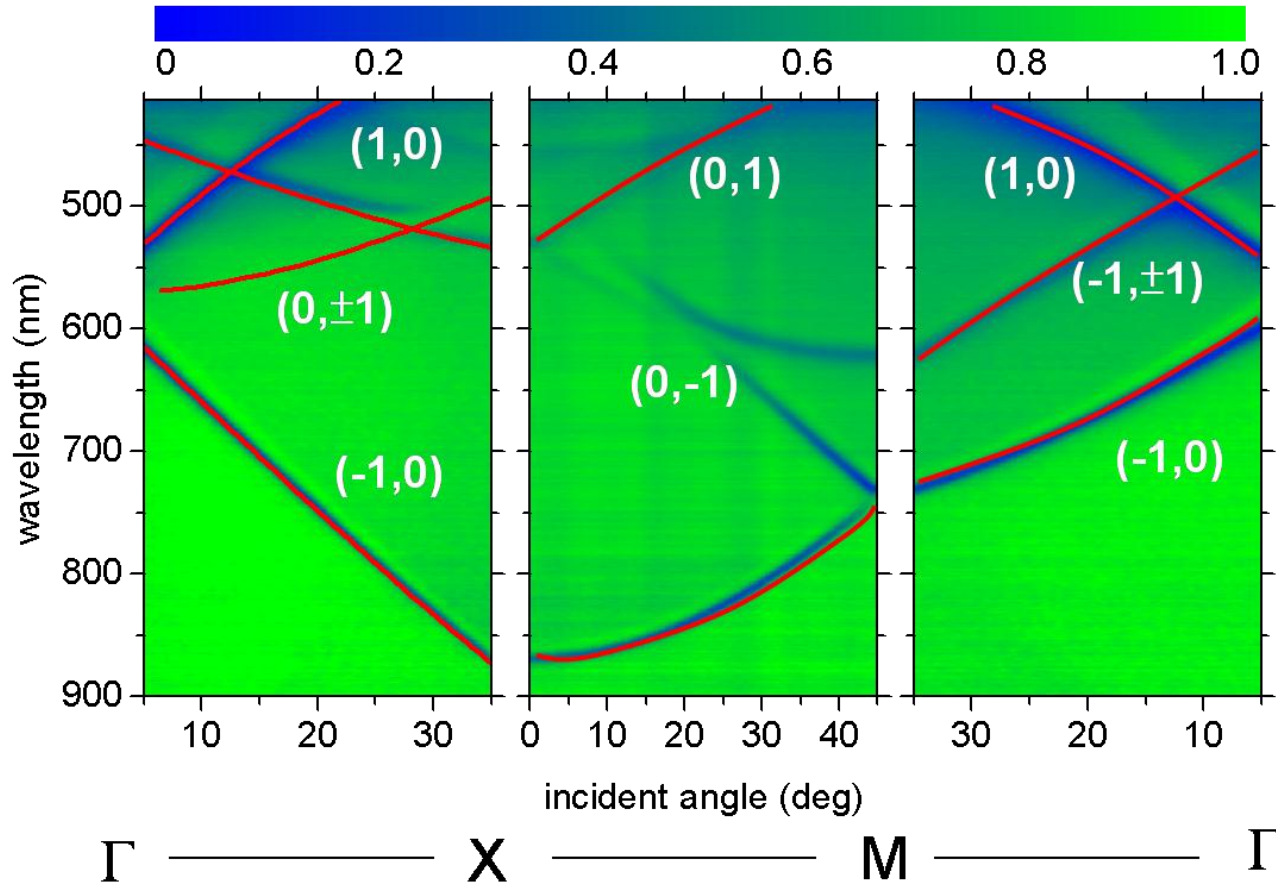 0 0.2 0.4 0.6 0.8 1.0
(1,0) (0,1) (1,0)
500
(0,±1) (-1,±1)
600
(0,-1)
700
(-1,0) (-1,0)
800
900
wavelength (nm)
10 20 30 0 10 20 30 40 30 20 10
incident angle (deg)
Γ X M Γ